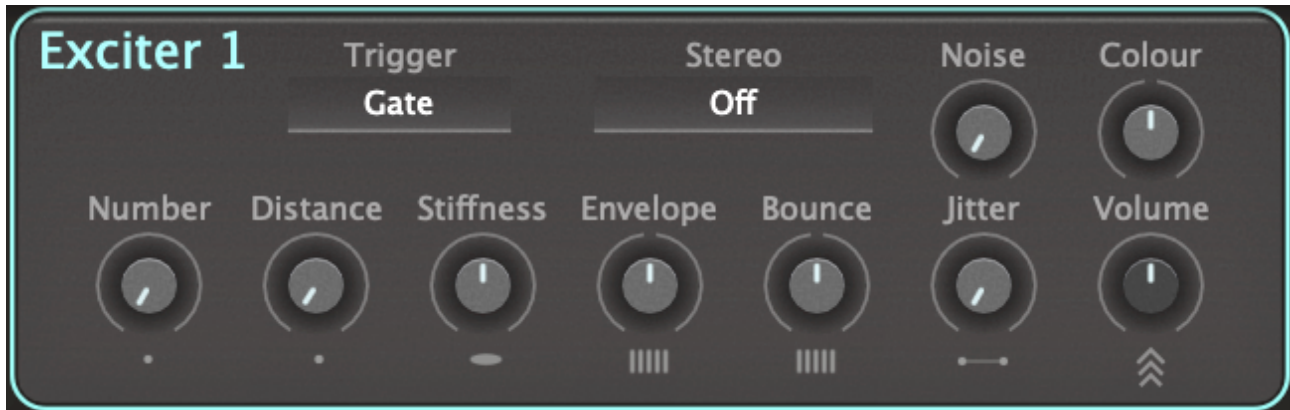 Exciter 1
Trigger
Stereo
Noise
Colour
Gate
Off
Number
Distance
Stiffness
Envelope
Bounce
Jitter
Volume